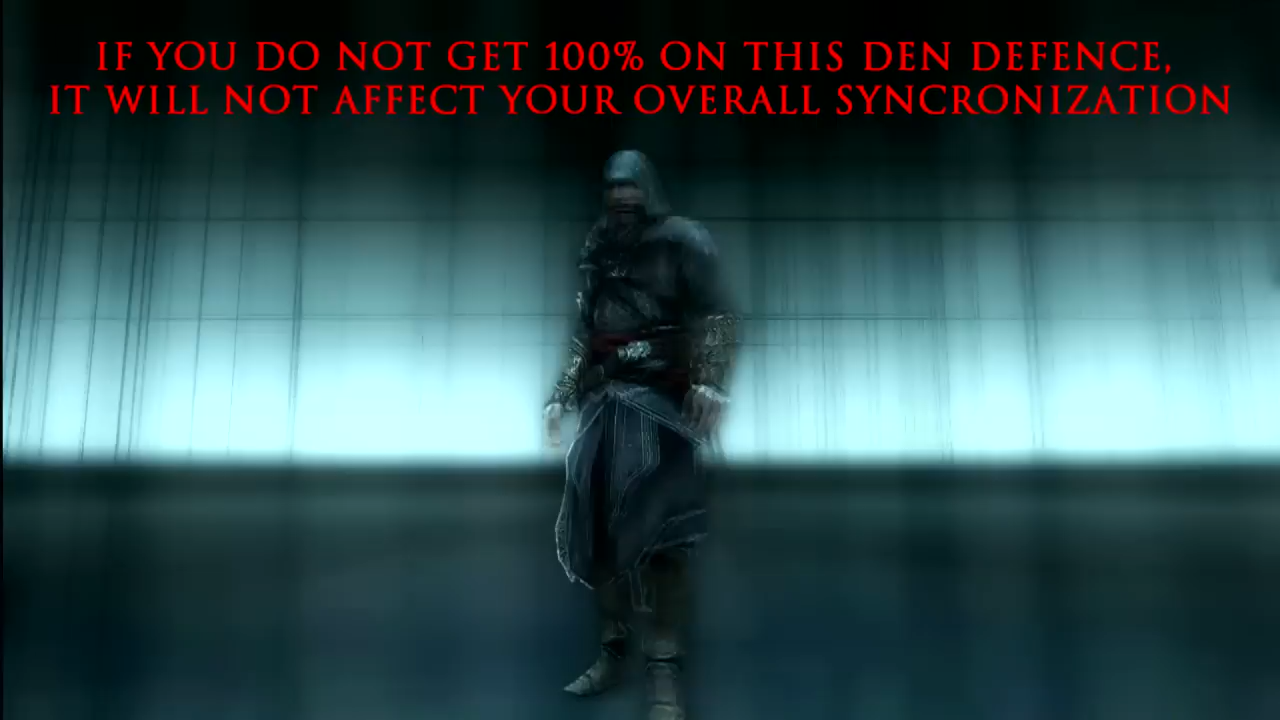 IF YOU DO NOT GET 100% ON THIS DEN DEFENCE,
IT WILL NOT AFFECT YOUR OVERALL SYNCRONIZATION